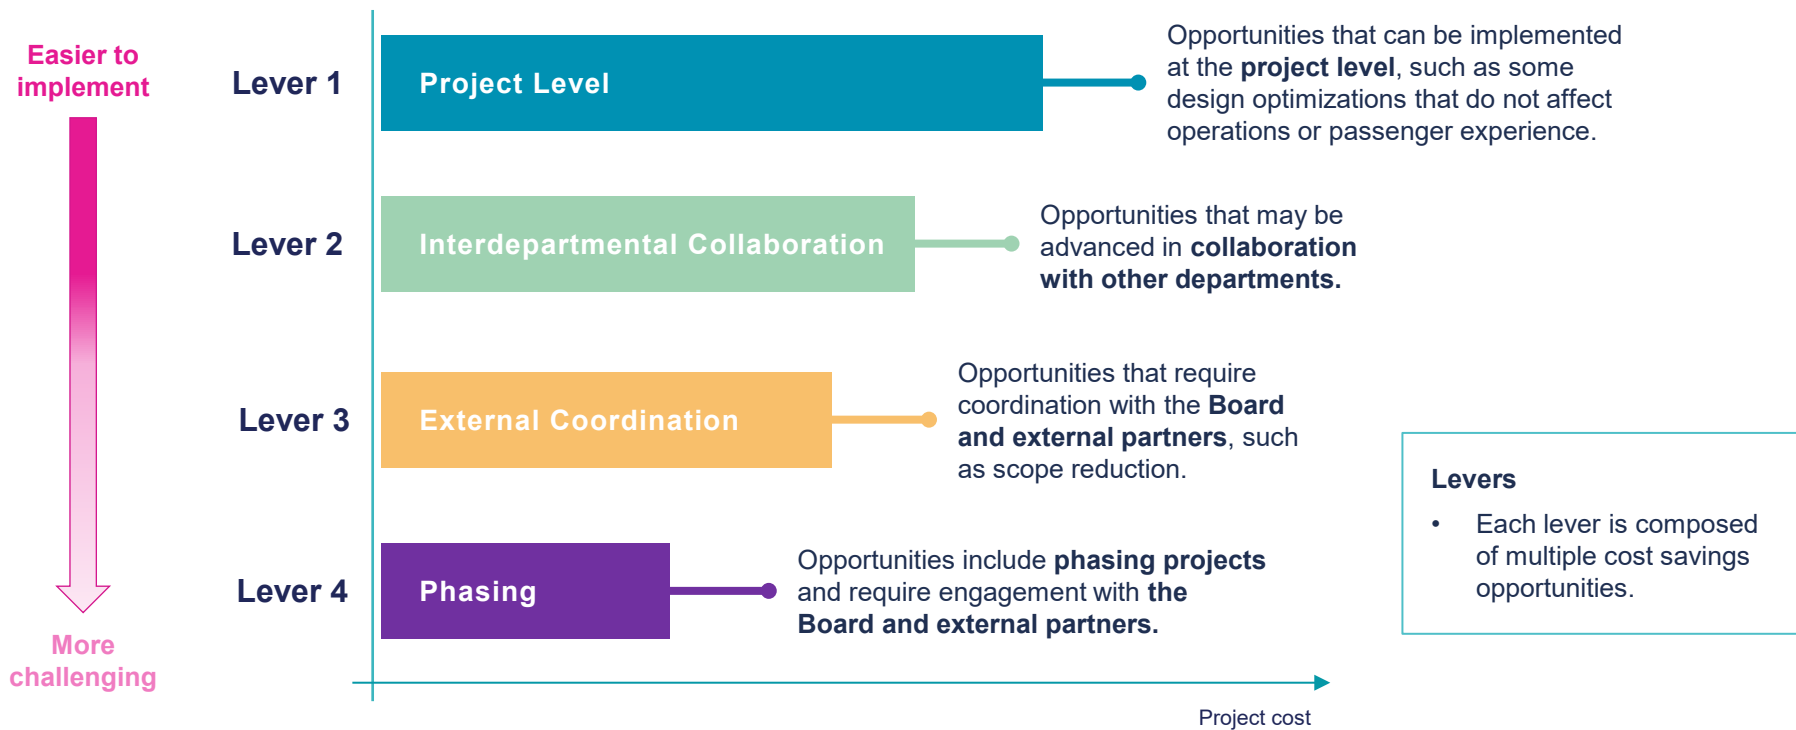 Easier to
implement
Lever 1
Project Level
Opportunities that can be implemented
at the project level, such as some
design optimizations that do not affect
operations or passenger experience.
Lever 2
Interdepartmental Collaboration
Opportunities that may be
advanced in collaboration
with other departments.
Lever 3
External Coordination
Opportunities that require
coordination with the Board
and external partners, such
as scope reduction.
Lever 4
Phasing
Opportunities include phasing projects
and require engagement with the
Board and external partners.
More
challenging
Project cost
Levers
• Each lever is composed
of multiple cost savings
opportunities.